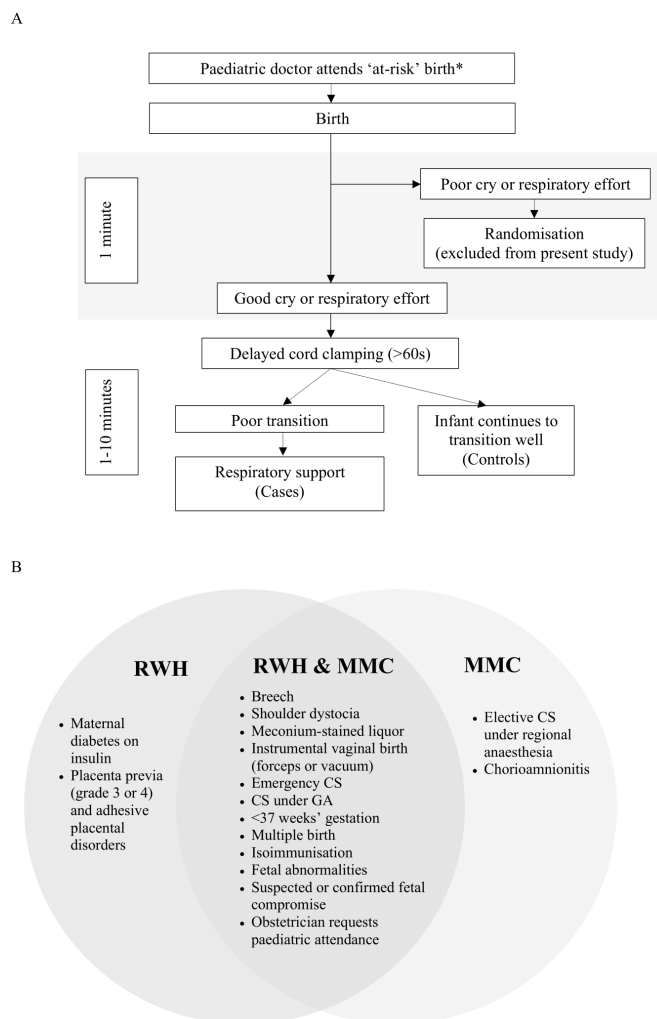 A
Paediatric doctor attends ‘at-risk’ birth*
Birth
1 minute
Poor cry or respiratory effort
Randomisation
(excluded from present study)
Good cry or respiratory effort
Delayed cord clamping (>60s)
1-10 minutes
Poor transition
Infant continues to
transition well
(Controls)
Respiratory support
(Cases)
B
RWH
• Maternal
diabetes on
insulin
• Placenta previa
(grade 3 or 4)
and adhesive
placental
disorders
RWH & MMC
• Breech
• Shoulder dystocia
• Meconium-stained liquor
• Instrumental vaginal birth
(forceps or vacuum)
• Emergency CS
• CS under GA
• <37 weeks’ gestation
• Multiple birth
• Isoimmunisation
• Fetal abnormalities
• Suspected or confirmed fetal
compromise
• Obstetrician requests
paediatric attendance
MMC
• Elective CS
under regional
anaesthesia
• Chorioamnionitis